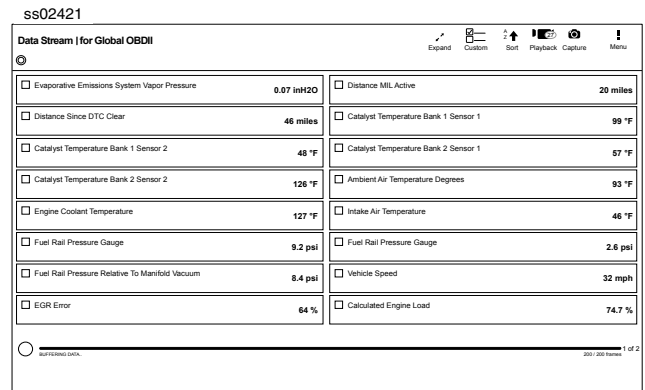 ss02421
Data Stream | for Global OBDII
Expand Custom Sort Playback Capture Menu
Evaporative Emissions System Vapor Pressure 0.07 inH2O
Distance MIL Active 20 miles
Distance Since DTC Clear 46 miles
Catalyst Temperature Bank 1 Sensor 1 99 °F
Catalyst Temperature Bank 1 Sensor 2 48 °F
Catalyst Temperature Bank 2 Sensor 1 57 °F
Catalyst Temperature Bank 2 Sensor 2 126 °F
Ambient Air Temperature Degrees 93 °F
Engine Coolant Temperature 127 °F
Intake Air Temperature 46 °F
Fuel Rail Pressure Gauge 9.2 psi
Fuel Rail Pressure Gauge 2.6 psi
Fuel Rail Pressure Relative To Manifold Vacuum 8.4 psi
Vehicle Speed 32 mph
EGR Error 64 %
Calculated Engine Load 74.7 %
1 of 2
BUFFERING DATA. 200 / 200 frames